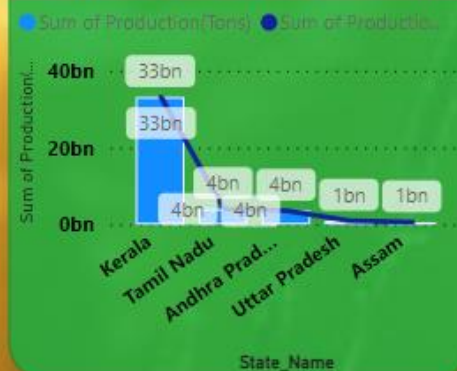 Sum of Production(Tons) Sum of Productio...
Sum of Production(...
40bn
20bn
0bn
33bn
33bn
4bn
4bn
4bn
4bn
1bn
1bn
Kerala
Tamil Nadu
Andhra Prad...
Uttar Pradesh
Assam
State_Name